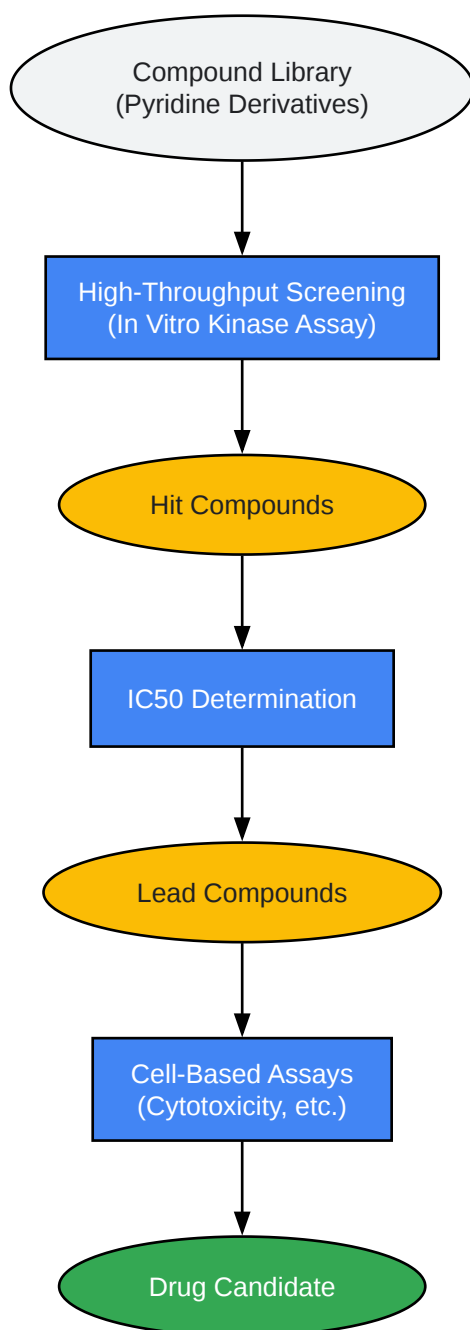 Compound Library
(Pyridine Derivatives)
High-Throughput Screening
(In Vitro Kinase Assay)
Hit Compounds
IC50 Determination
Lead Compounds
Cell-Based Assays
(Cytotoxicity, etc.)
Drug Candidate